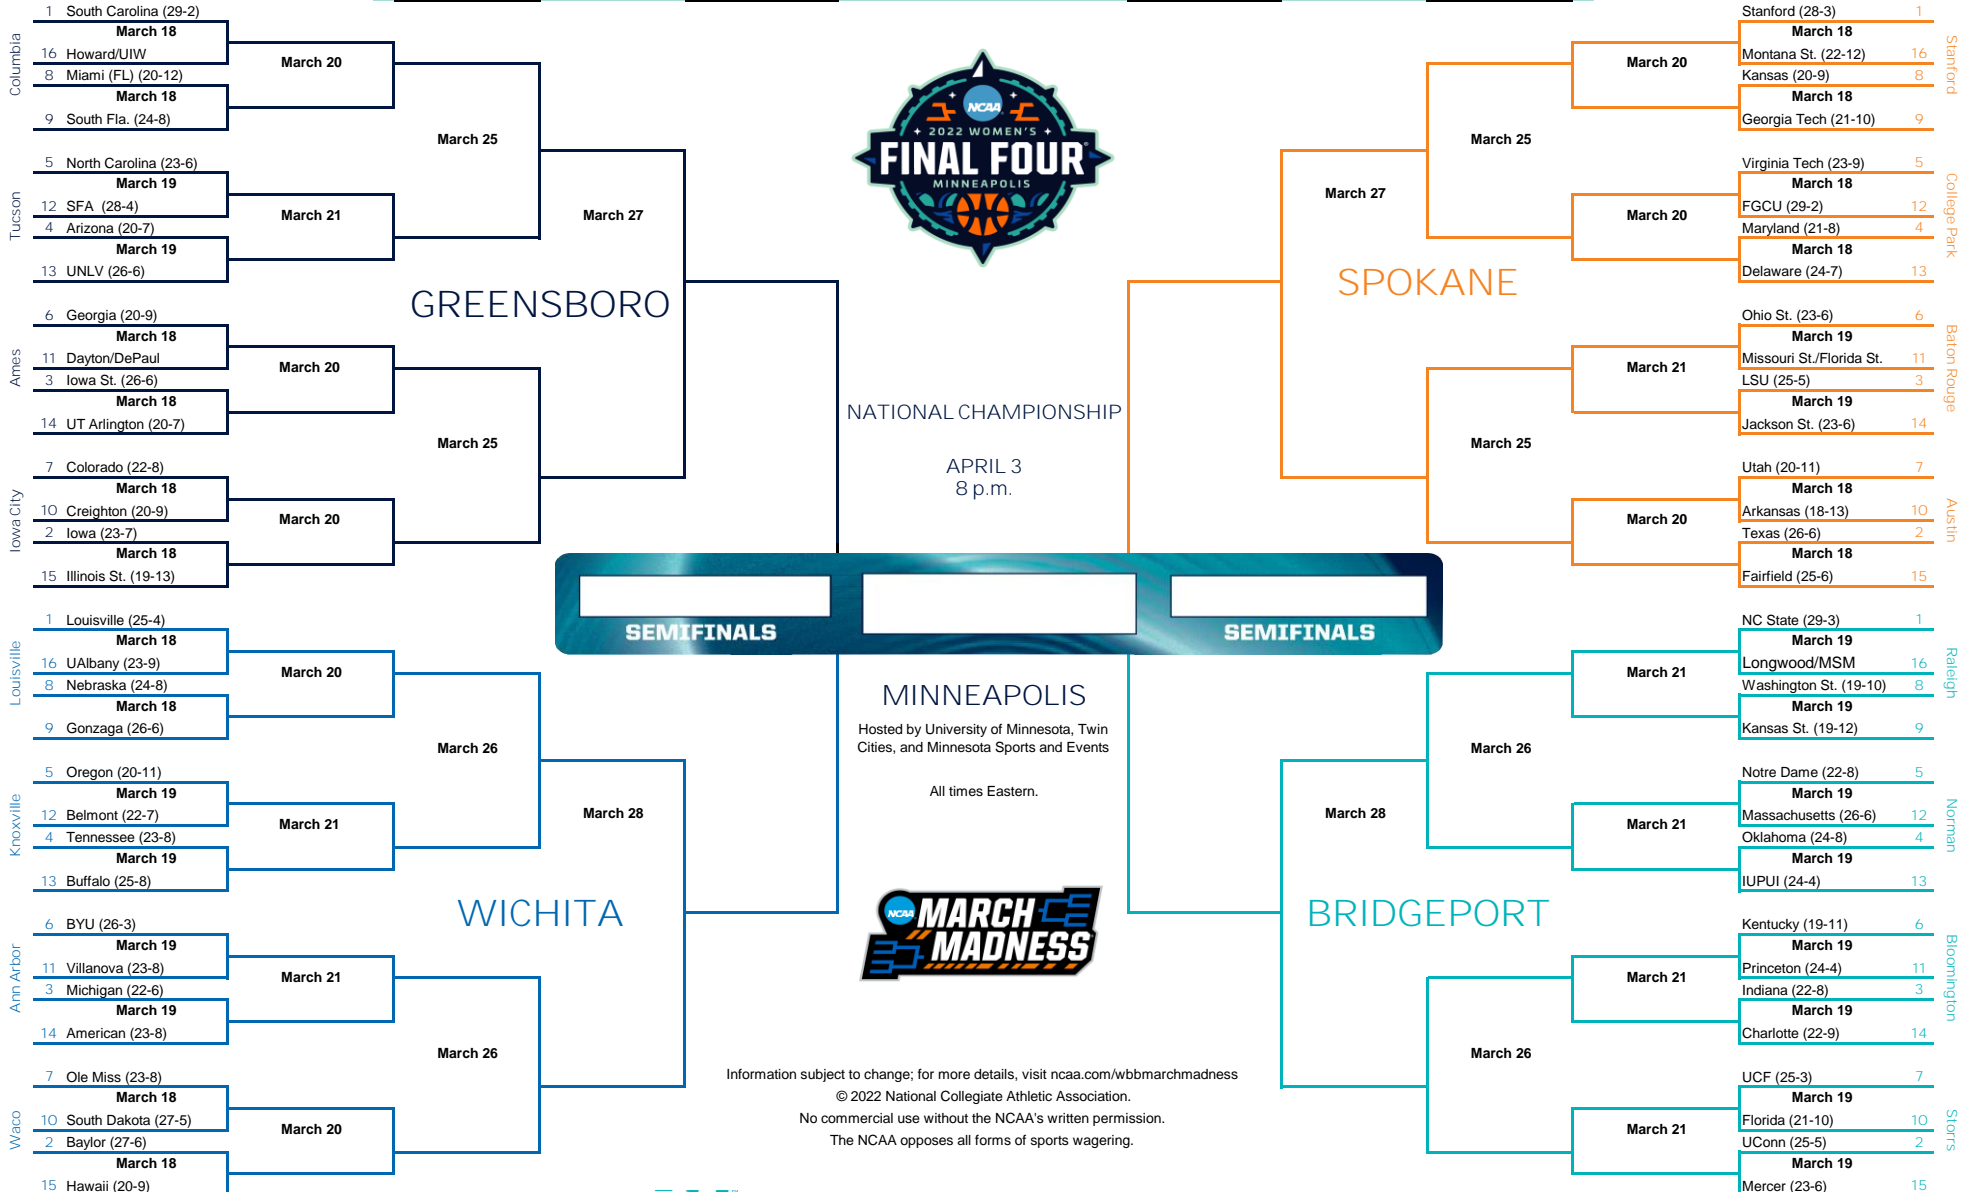 Columbia
1 South Carolina (29-2)
March 18
16 Howard/UIW
8 Miami (FL) (20-12)
March 18
9 South Fla. (24-8)
March 20
Tucson
5 North Carolina (23-6)
March 19
12 SFA (28-4)
4 Arizona (20-7)
March 19
13 UNLV (26-6)
March 21
March 25
Ames
6 Georgia (20-9)
March 18
11 Dayton/DePaul
3 Iowa St. (26-6)
March 18
14 UT Arlington (20-7)
March 20
Iowa City
7 Colorado (22-8)
March 18
10 Creighton (20-9)
2 Iowa (23-7)
March 18
15 Illinois St. (19-13)
March 20
March 25
March 27
GREENSBORO
Louisville
1 Louisville (25-4)
March 18
16 UAlbany (23-9)
8 Nebraska (24-8)
March 18
9 Gonzaga (26-6)
March 20
Knoxville
5 Oregon (20-11)
March 19
12 Belmont (22-7)
4 Tennessee (23-8)
March 19
13 Buffalo (25-8)
March 21
March 26
Ann Arbor
6 BYU (26-3)
March 19
11 Villanova (23-8)
3 Michigan (22-6)
March 19
14 American (23-8)
March 21
Waco
7 Ole Miss (23-8)
March 18
10 South Dakota (27-5)
2 Baylor (27-6)
March 18
15 Hawaii (20-9)
March 20
March 26
March 28
WICHITA
NCAA
2022 WOMEN'S
FINAL FOUR
MINNEAPOLIS
NATIONAL CHAMPIONSHIP
APRIL 3
8 p.m.
SEMIFINALS
SEMIFINALS
MINNEAPOLIS
Hosted by University of Minnesota, Twin
Cities, and Minnesota Sports and Events
All times Eastern.
NCAA
MARCH
MADNESS
Information subject to change; for more details, visit ncaa.com/wbbmarchmadness
© 2022 National Collegiate Athletic Association.
No commercial use without the NCAA's written permission.
The NCAA opposes all forms of sports wagering.
Stanford (28-3) 1
March 18
Montana St. (22-12) 16
Kansas (20-9) 8
March 18
Georgia Tech (21-10) 9
Stanford
March 20
Virginia Tech (23-9) 5
March 18
FGCU (29-2) 12
Maryland (21-8) 4
March 18
Delaware (24-7) 13
College Park
March 20
March 25
Ohio St. (23-6) 6
March 19
Missouri St./Florida St. 11
LSU (25-5) 3
March 19
Jackson St. (23-6) 14
Baton Rouge
March 21
Utah (20-11) 7
March 18
Arkansas (18-13) 10
Texas (26-6) 2
March 18
Fairfield (25-6) 15
Austin
March 20
March 25
March 27
SPOKANE
NC State (29-3) 1
March 19
Longwood/MSM 16
Washington St. (19-10) 8
March 19
Kansas St. (19-12) 9
Raleigh
March 21
Notre Dame (22-8) 5
March 19
Massachusetts (26-6) 12
Oklahoma (24-8) 4
March 19
IUPUI (24-4) 13
Norman
March 21
March 26
Kentucky (19-11) 6
March 19
Princeton (24-4) 11
Indiana (22-8) 3
March 19
Charlotte (22-9) 14
Bloomington
March 21
UCF (25-3) 7
March 19
Florida (21-10) 10
UConn (25-5) 2
March 19
Mercer (23-6) 15
Storrs
March 21
March 26
March 28
BRIDGEPORT